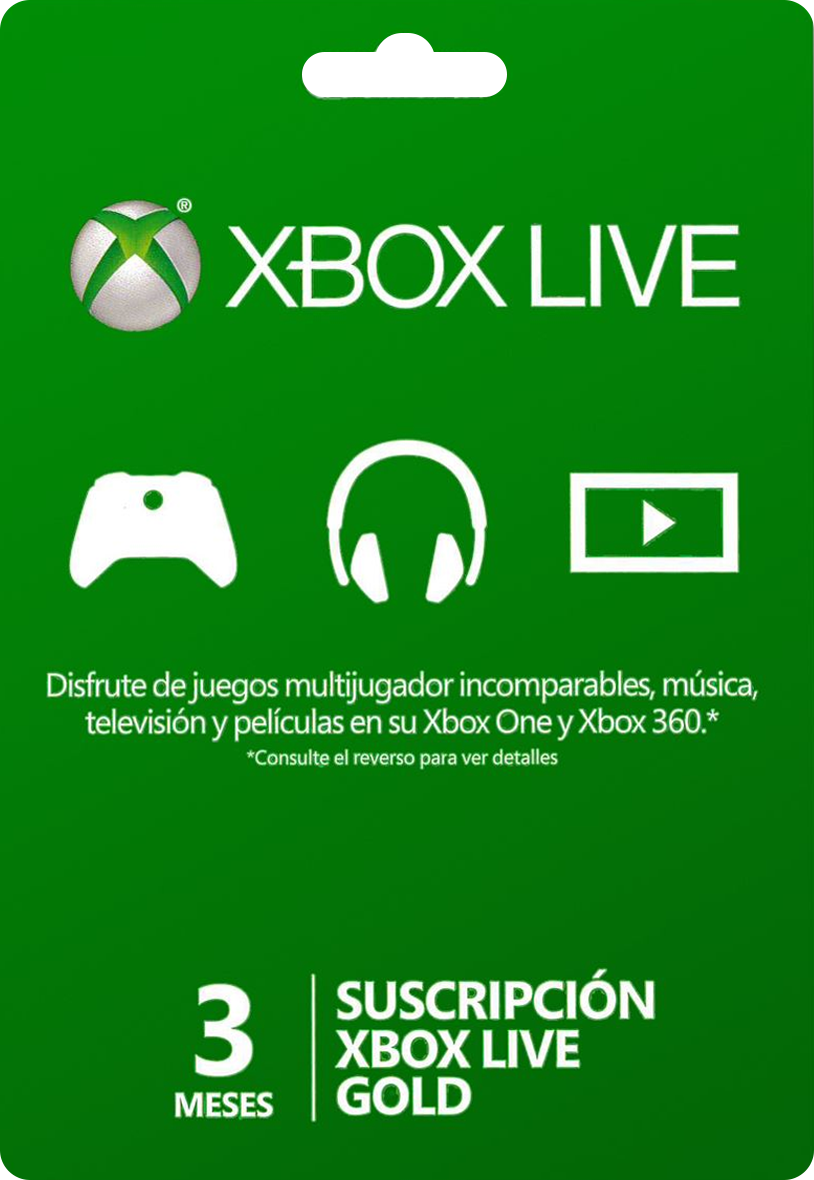 ®
XBOX LIVE
Disfrute de juegos multijugador incomparables, música,
televisión y películas en su Xbox One y Xbox 360.*
*Consulte el reverso para ver detalles
3
MESES
SUSCRIPCIÓN
XBOX LIVE
GOLD